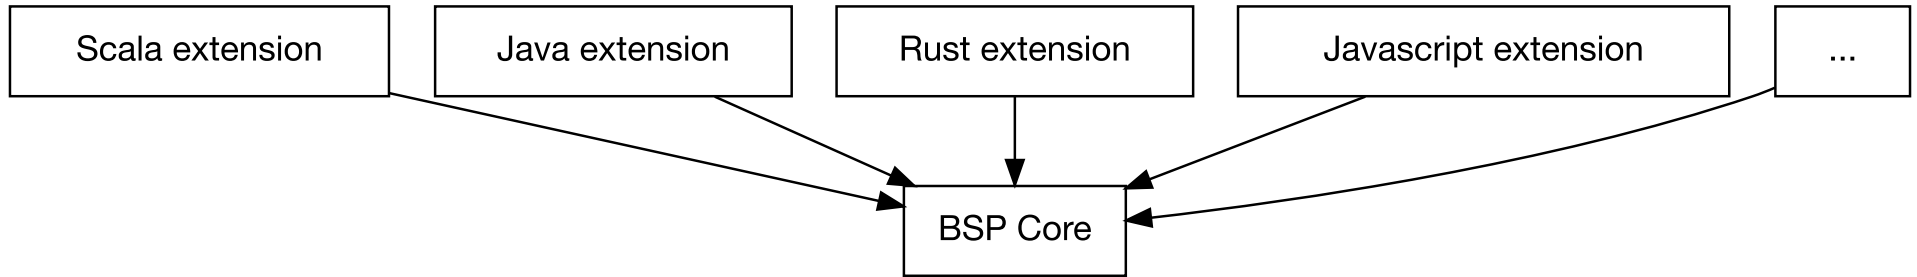 Scala extension
Java extension
Rust extension
Javascript extension
...
BSP Core